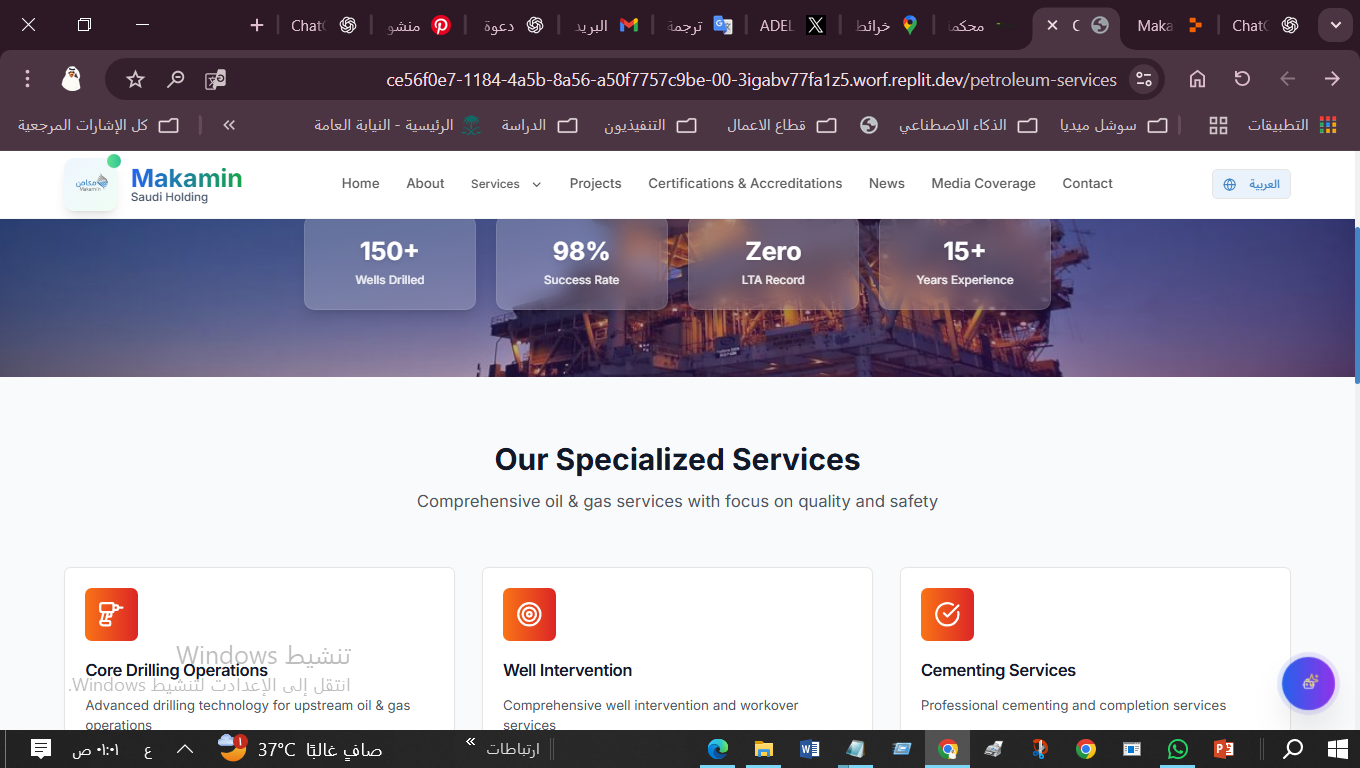 ChatG
منشو
دعوة
البريد
ترجمة
ADEL
خرائط
محكمة
C
Maka
ChatG
ce56f0e7-1184-4a5b-8a56-a50f7757c9be-00-3igabv77fa1z5.worf.replit.dev/petroleum-services
التطبيقات
سوشل ميديا
الذكاء الاصطناعي
قطاع الاعمال
التنفيذيون
الدراسة
الرئيسية - النيابة العامة
»
كل الإشارات المرجعية
مكامن
Makamin
Makamin
Saudi Holding
Home About Services Projects Certifications & Accreditations News Media Coverage Contact
العربية
150+
Wells Drilled
98%
Success Rate
Zero
LTA Record
15+
Years Experience
Our Specialized Services
Comprehensive oil & gas services with focus on quality and safety
Core Drilling Operations
Advanced drilling technology for upstream oil & gas
operations
Well Intervention
Comprehensive well intervention and workover
services
Cementing Services
Professional cementing and completion services
تنشيط Windows
انتقل إلى الإعدادت لتنشيط Windows.
ارتباطات
»
37°C صافٍ غالبًا
1
ع
٠١:٠١ ص